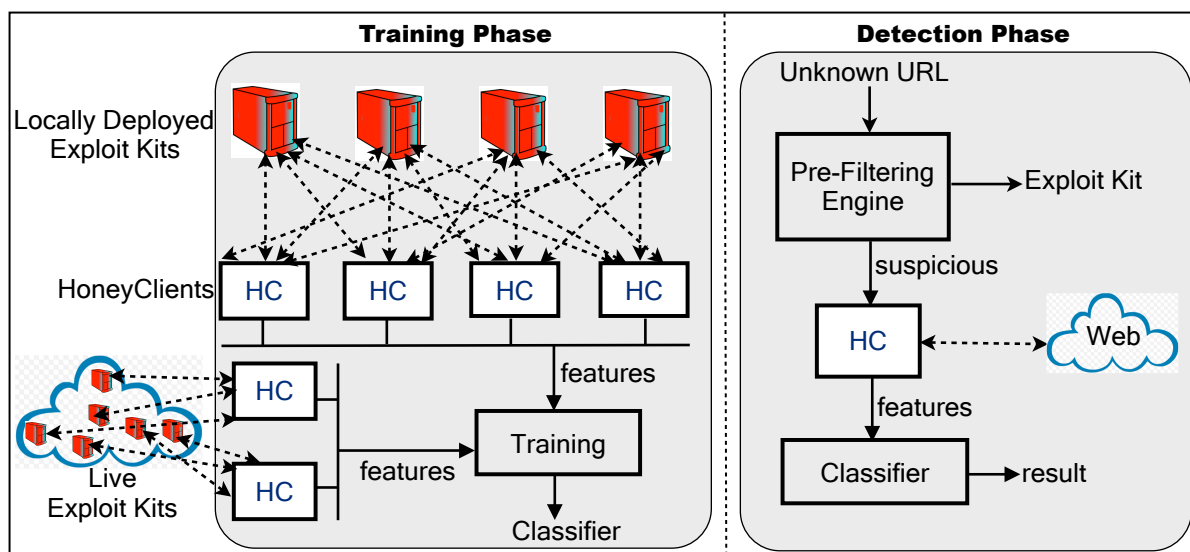 Training Phase
Locally Deployed
Exploit Kits
HoneyClients
HC
HC
HC
HC
features
HC
HC
features
Training
Live
Exploit Kits
Classifier
Detection Phase
Unknown URL
Pre-Filtering
Engine
Exploit Kit
suspicious
HC
Web
features
Classifier
result